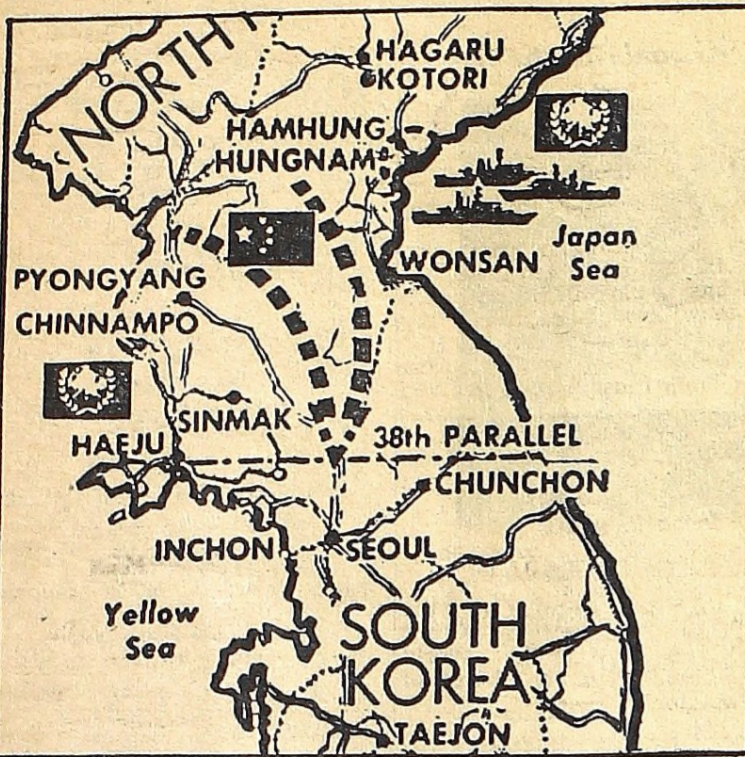 NORTH
HAGARU
KOTORI
HAMHUNG
HUNGNAM
Japan
Sea
WONSAN
PYONGYANG
CHINNAMPO
SINMAK
HAEJU
38th PARALLEL
CHUNCHON
INCHON
SEOUL
Yellow
Sea
SOUTH
KOREA
TAEJON